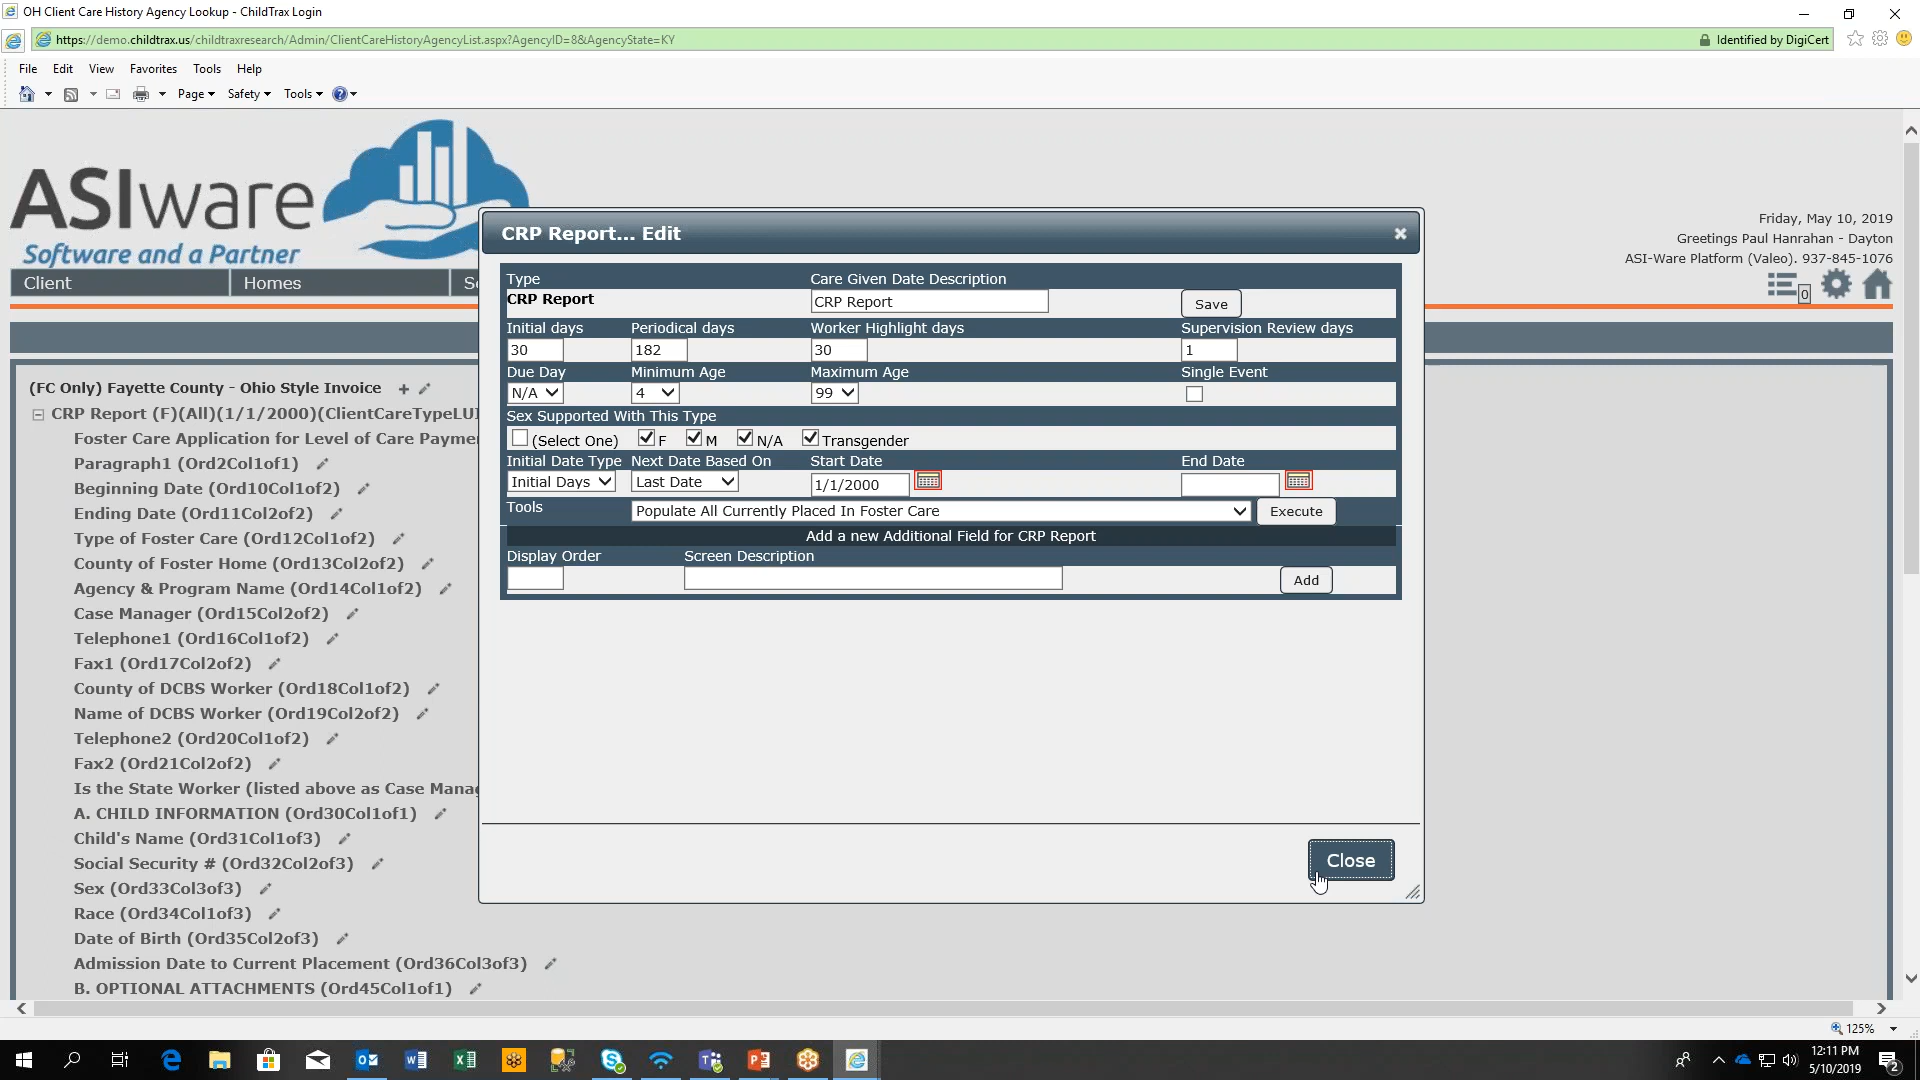 OH Client Care History Agency Lookup - ChildTrax Login
https://demo.childtrax.us/childtraxresearch/Admin/ClientCareHistoryAgencyList.aspx?AgencyID=8&AgencyState=KY
Identified by DigiCert
File Edit View Favorites Tools Help
Page Safety Tools
ASIware
Software and a Partner
Friday, May 10, 2019
Greetings Paul Hanrahan - Dayton
ASI-Ware Platform (Valeo). 937-845-1076
0
Client Homes Se
(FC Only) Fayette County - Ohio Style Invoice
CRP Report (F)(All)(1/1/2000)(ClientCareTypeLUI
Foster Care Application for Level of Care Payme
Paragraph1 (Ord2Col1of1)
Beginning Date (Ord10Col1of2)
Ending Date (Ord11Col2of2)
Type of Foster Care (Ord12Col1of2)
County of Foster Home (Ord13Col2of2)
Agency & Program Name (Ord14Col1of2)
Case Manager (Ord15Col2of2)
Telephone1 (Ord16Col1of2)
Fax1 (Ord17Col2of2)
County of DCBS Worker (Ord18Col1of2)
Name of DCBS Worker (Ord19Col2of2)
Telephone2 (Ord20Col1of2)
Fax2 (Ord21Col2of2)
Is the State Worker (listed above as Case Mana
A. CHILD INFORMATION (Ord30Col1of1)
Child's Name (Ord31Col1of3)
Social Security # (Ord32Col2of3)
Sex (Ord33Col3of3)
Race (Ord34Col1of3)
Date of Birth (Ord35Col2of3)
Admission Date to Current Placement (Ord36Col3of3)
B. OPTIONAL ATTACHMENTS (Ord45Col1of1)
CRP Report... Edit
Type Care Given Date Description
CRP Report CRP Report Save
Initial days Periodical days Worker Highlight days Supervision Review days
30 182 30 1
Due Day Minimum Age Maximum Age Single Event
N/A 4 99
Sex Supported With This Type
(Select One) F M N/A Transgender
Initial Date Type Next Date Based On Start Date End Date
Initial Days Last Date 1/1/2000
Tools Populate All Currently Placed In Foster Care Execute
Add a new Additional Field for CRP Report
Display Order Screen Description
Add
Close
125%
12:11 PM
5/10/2019
2